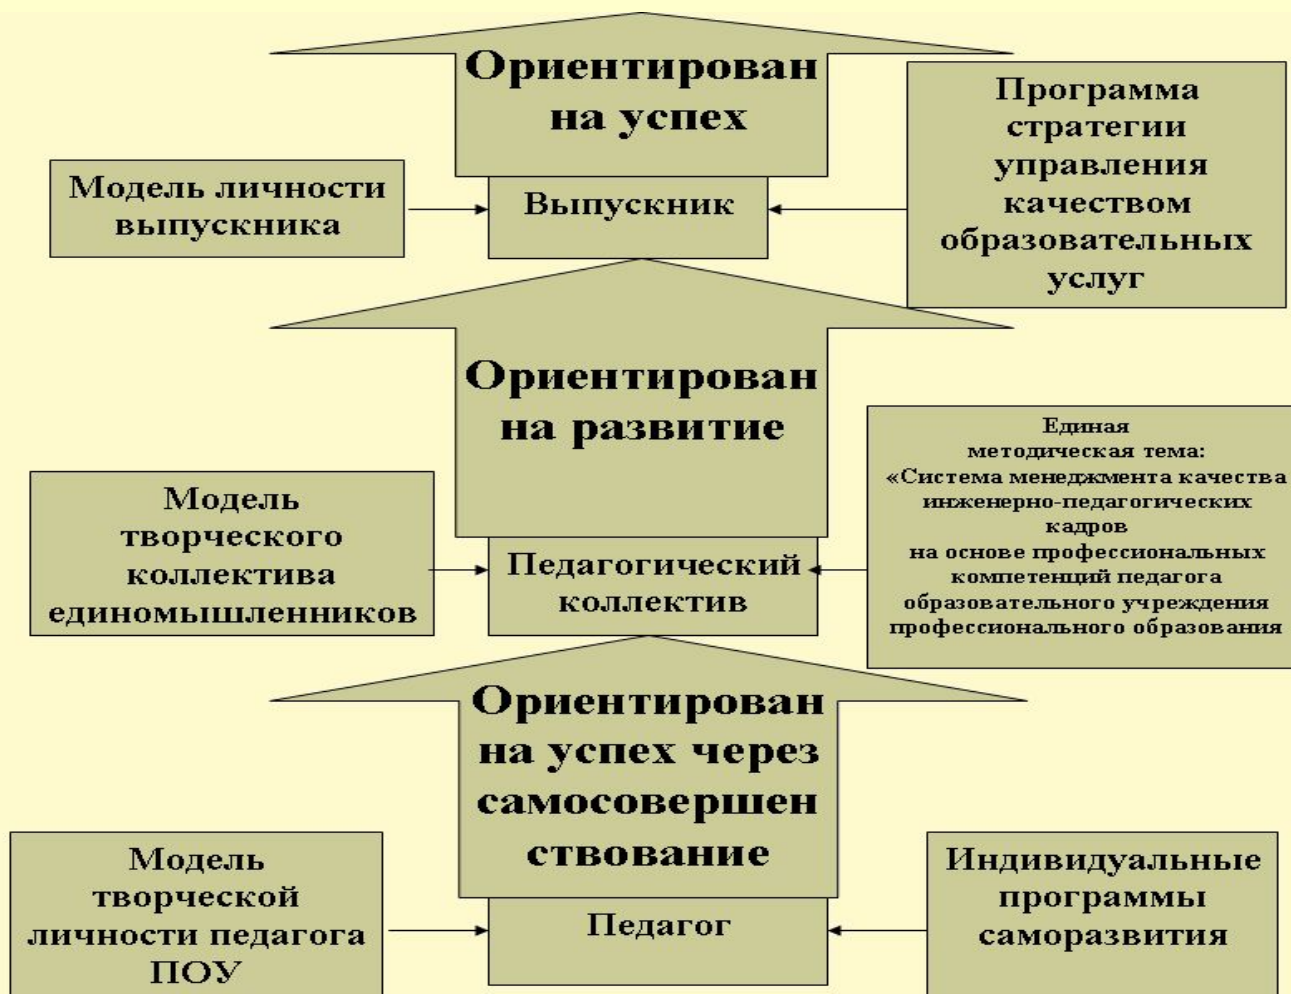 Ориентирован
на успех
Программа
стратегии
управления
качеством
образовательных
услуг
Модель личности
выпускника
Выпускник
Ориентирован
на развитие
Единая
методическая тема:
«Система менеджмента качества
инженерно-педагогических
кадров
на основе профессиональных
компетенций педагога
образовательного учреждения
профессионального образования
Модель
творческого
коллектива
единомышленников
Педагогический
коллектив
Ориентирован
на успех через
самосовершен
ствование
Модель
творческой
личности педагога
ПОУ
Педагог
Индивидуальные
программы
саморазвития